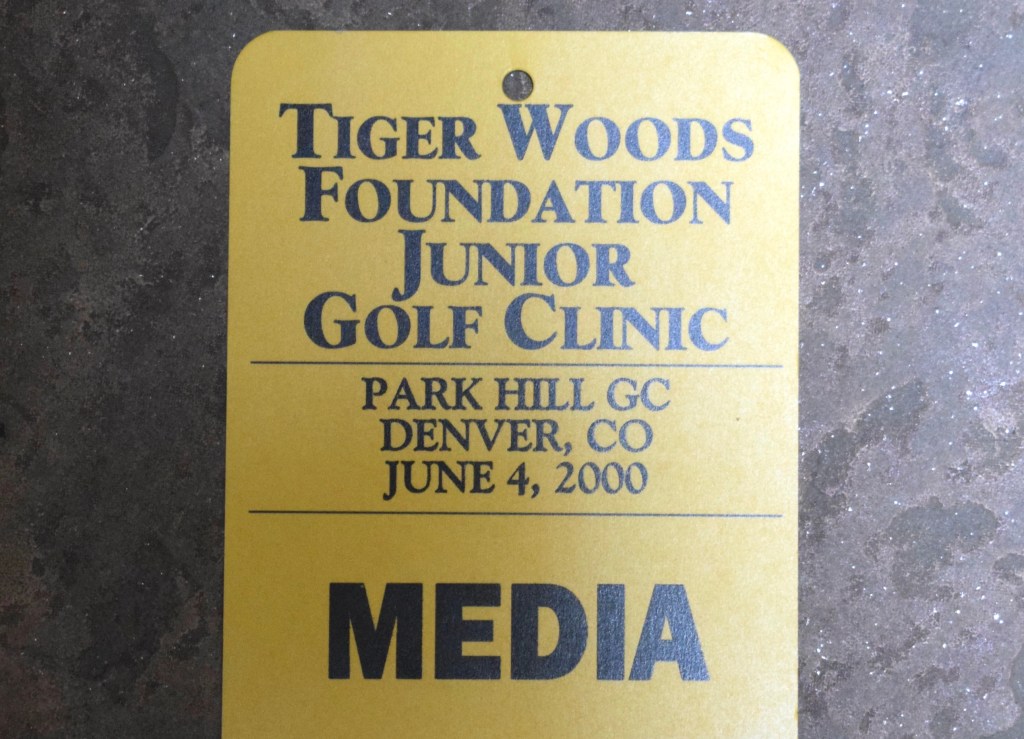 TIGER WOODS
FOUNDATION
JUNIOR
GOLF CLINIC
PARK HILL GC
DENVER, CO
JUNE 4, 2000
MEDIA